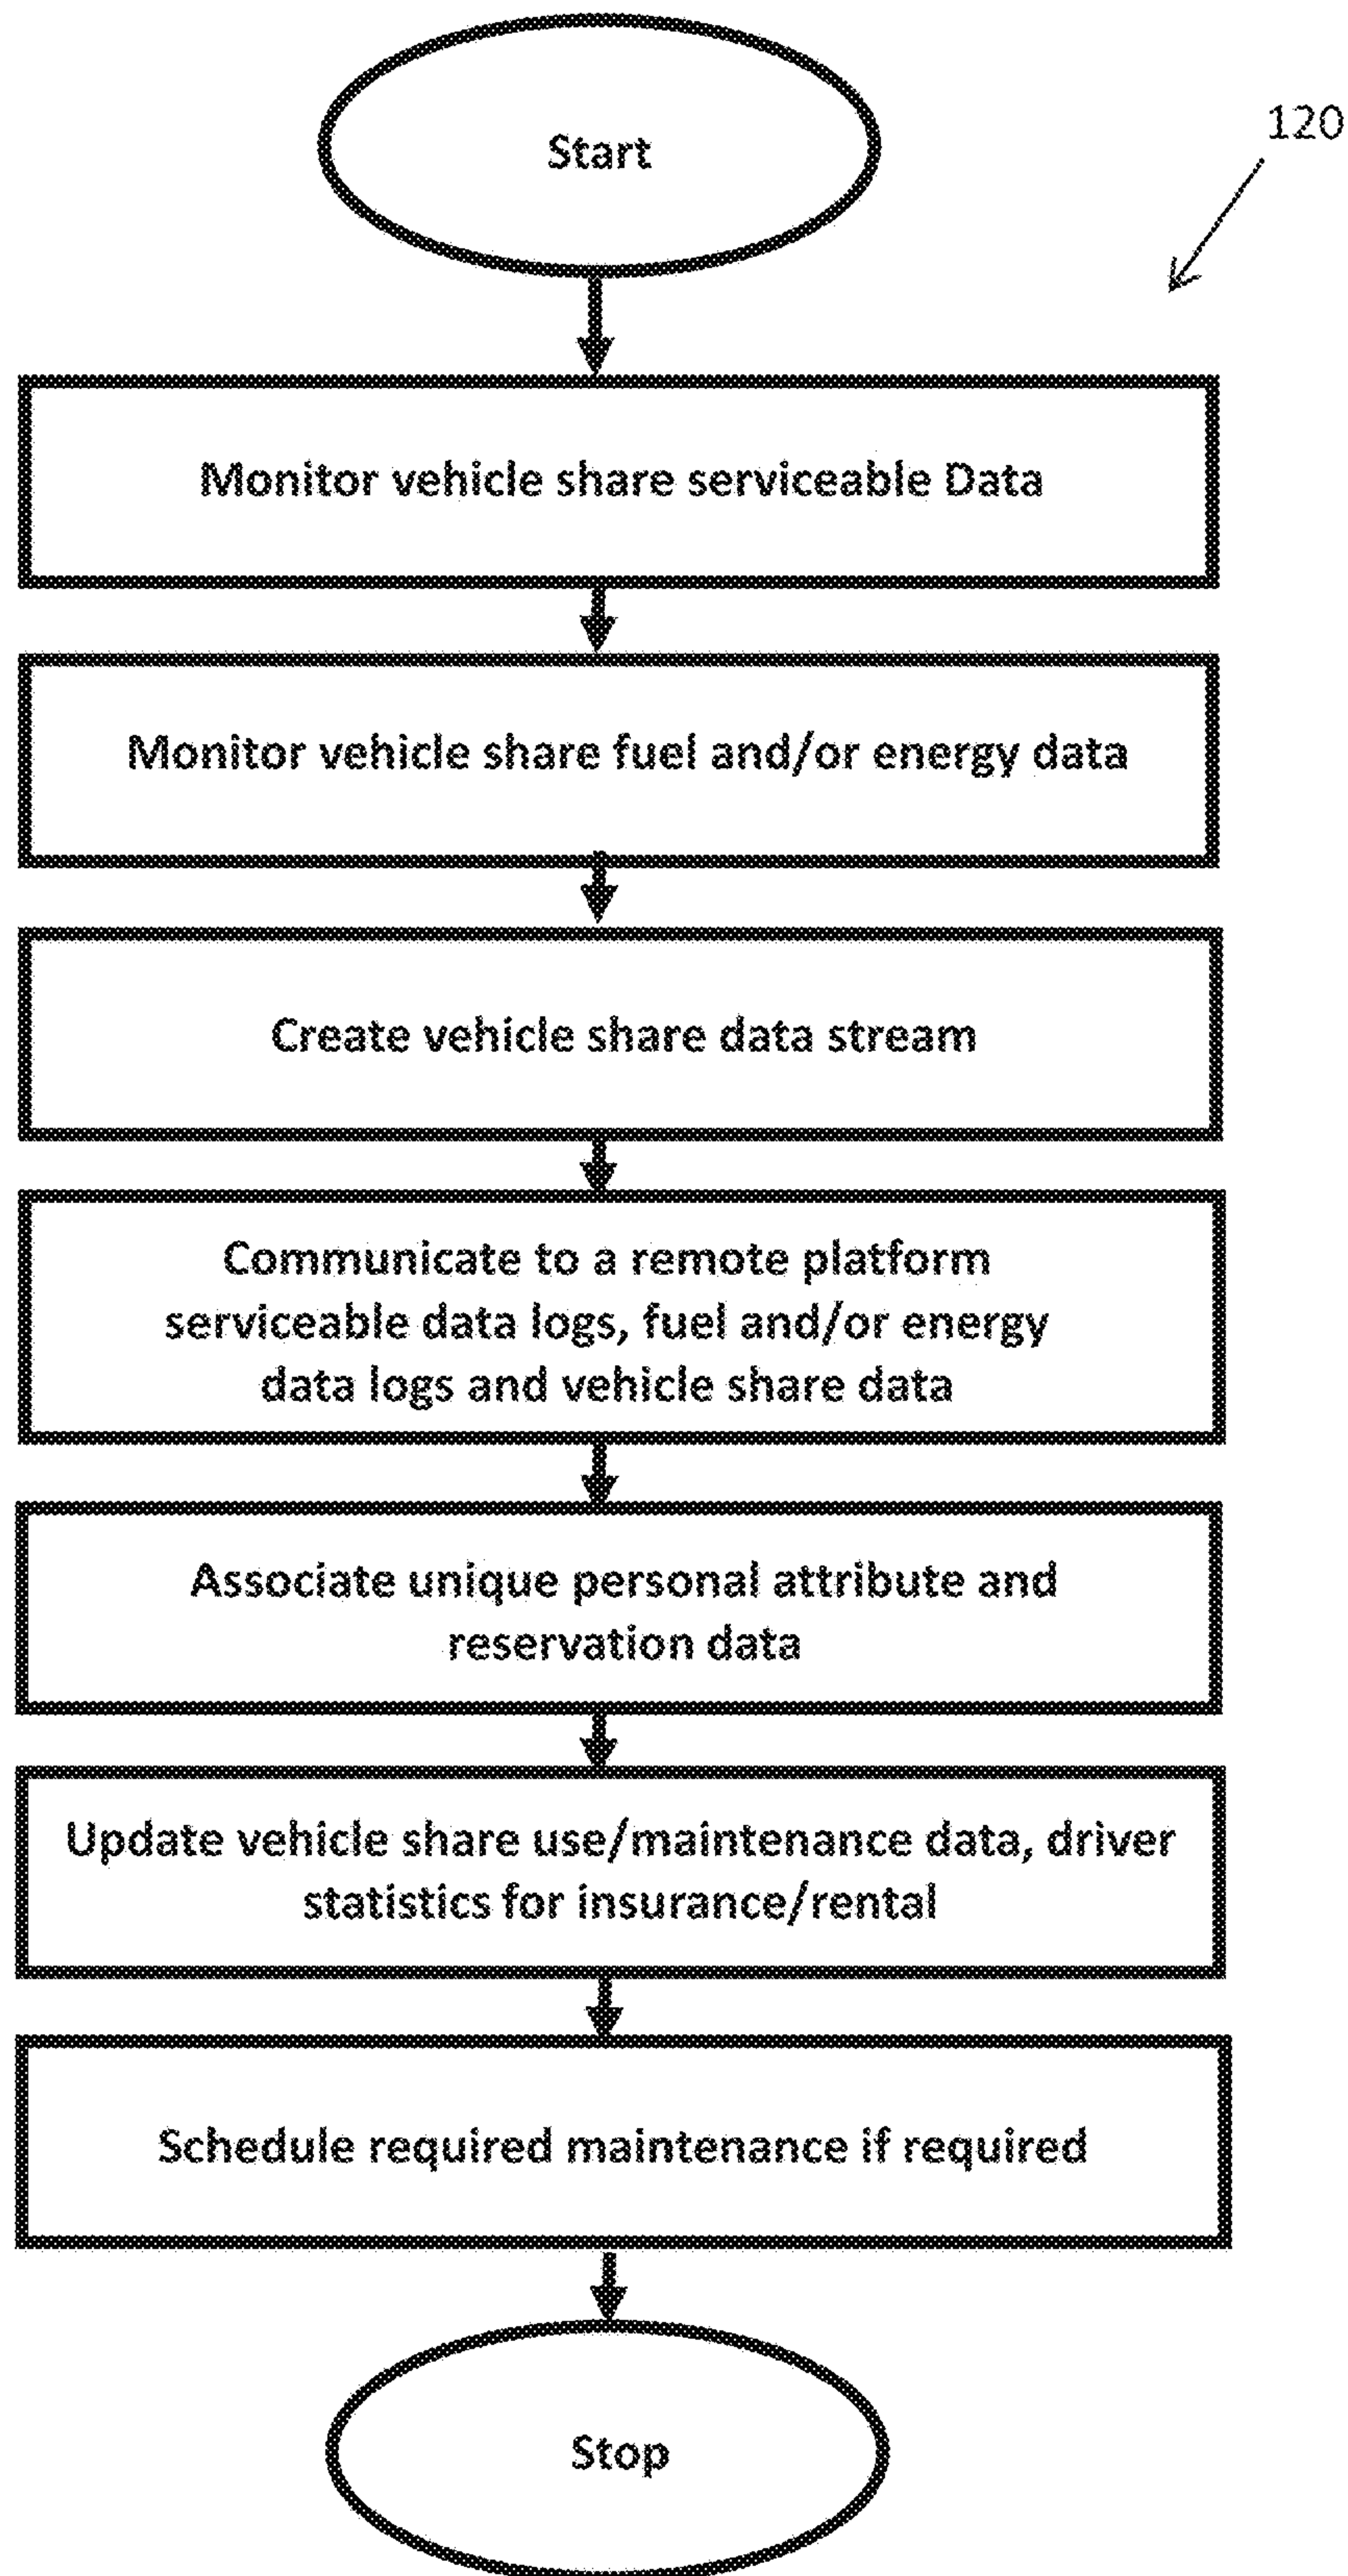 Start
120
Monitor vehicle share serviceable Data
Monitor vehicle share fuel and/or energy data
Create vehicle share data stream
Communicate to a remote platform
serviceable data logs, fuel and/or energy
data logs and vehicle share data
Associate unique personal attribute and
reservation data
Update vehicle share use/maintenance data, driver
statistics for insurance/rental
Schedule required maintenance if required
Stop